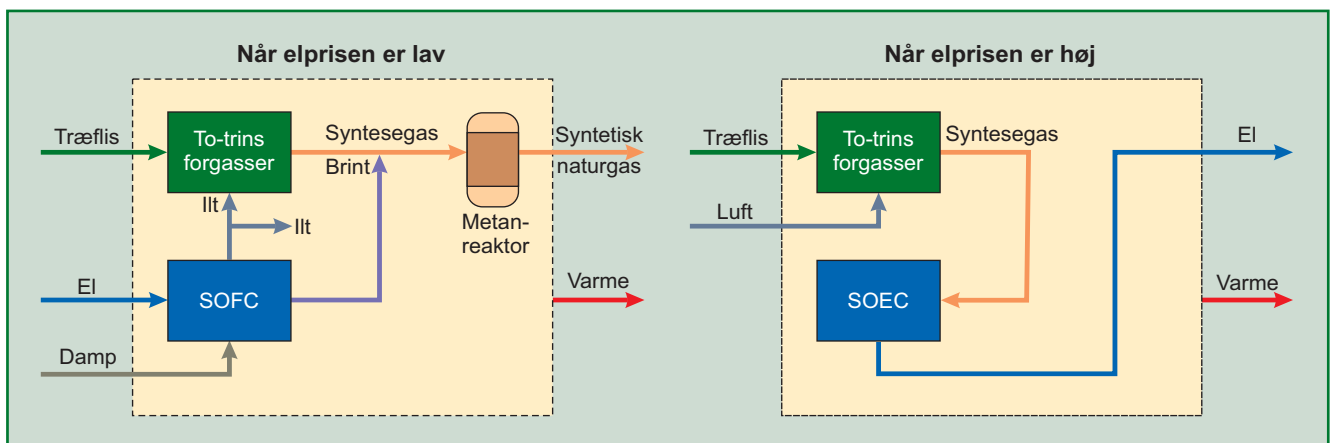 Når elprisen er lav
Træflis
To-trins
forgasser
Syntesegas
Brint
Syntetisk
naturgas
Ilt
Ilt
Metan-
reaktor
El
SOFC
Varme
Damp
Når elprisen er høj
Træflis
To-trins
forgasser
Syntesegas
El
Luft
SOEC
Varme